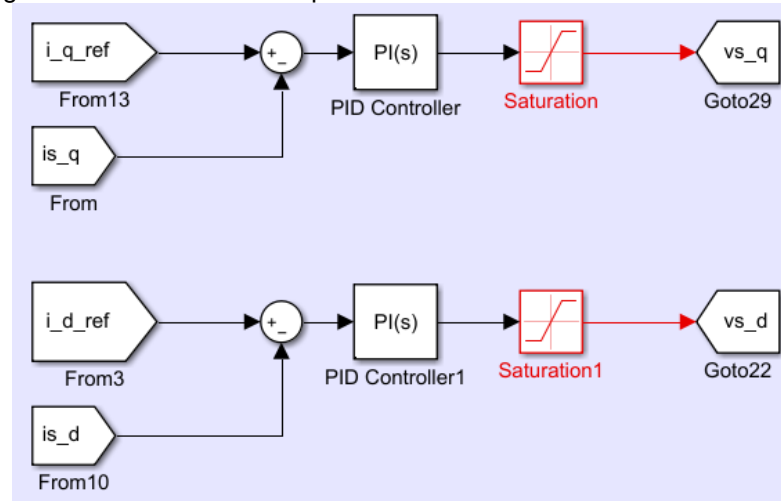 i_q_ref
+_
PI(s)
vs_q
From13
PID Controller
Saturation
Goto29
is_q
From
i_d_ref
+_
PI(s)
vs_d
From3
PID Controller1
Saturation1
Goto22
is_d
From10